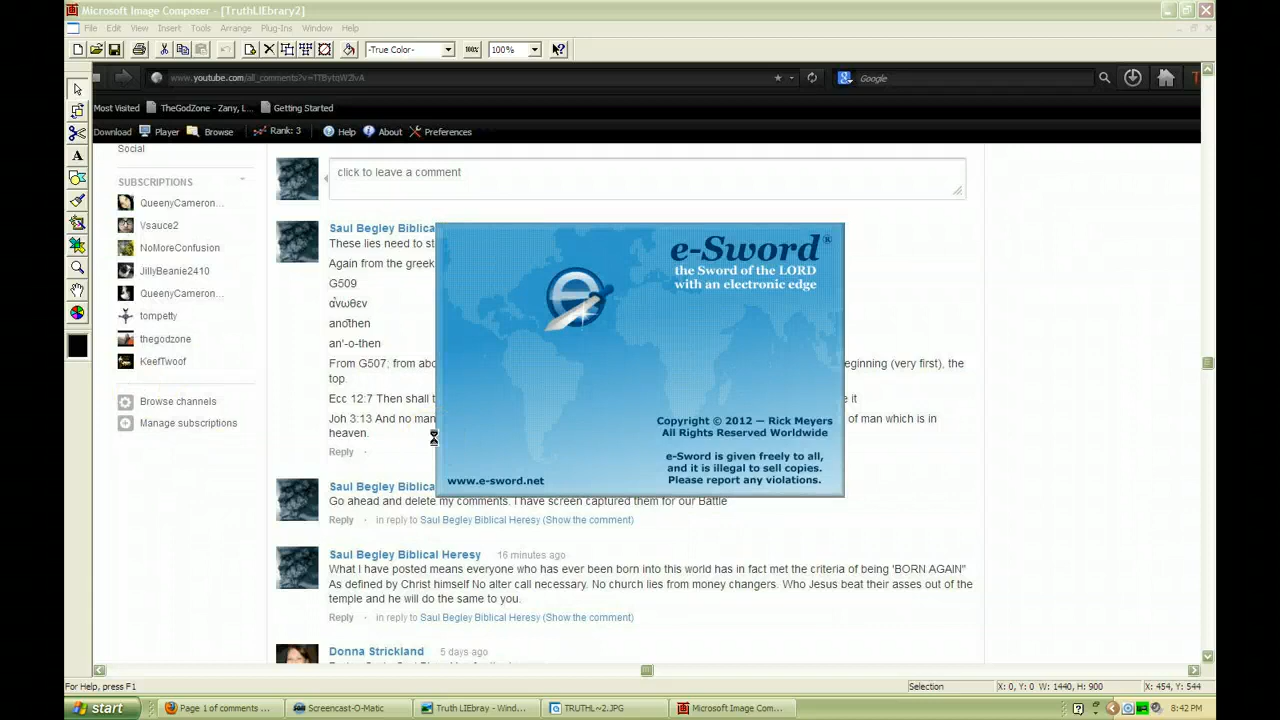 Microsoft Image Composer - [TruthLIEbrary2]
File Edit View Insert Tools Arrange Plug-Ins Window Help
-True Color- 100% 100%
www.youtube.com/all_comments?v=TTBytqW2lvA Google
Most Visited TheGodZone - Zany, L... Getting Started
Download Player Browse Rank: 3 Help About Preferences
Social
SUBSCRIPTIONS
QueenyCameron...
Vsauce2
NoMoreConfusion
JillyBeanie2410
QueenyCameron...
tompetty
thegodzone
KeefTwoof
Browse channels
Manage subscriptions
click to leave a comment
Saul Begley Biblica
These lies need to st
Again from the greek
G509
ἄνωθεν
anōthen
an'-o-then
From G507; from abo eginning (very first), the
top.
Ecc 12:7 Then shall t e it
Joh 3:13 And no man of man which is in
heaven.
Reply ·
e-Sword®
the Sword of the LORD
with an electronic edge
Copyright © 2012 — Rick Meyers
All Rights Reserved Worldwide
e-Sword is given freely to all,
and it is illegal to sell copies.
Please report any violations.
www.e-sword.net
Saul Begley Biblica
Go ahead and delete my comments. I have screen captured them for our Battle
Reply · in reply to Saul Begley Biblical Heresy (Show the comment)
Saul Begley Biblical Heresy 16 minutes ago
What I have posted means everyone who has ever been born into this world has in fact met the criteria of being 'BORN AGAIN"
As defined by Christ himself No alter call necessary. No church lies from money changers. Who Jesus beat their asses out of the
temple and he will do the same to you.
Reply · in reply to Saul Begley Biblical Heresy (Show the comment)
Donna Strickland 5 days ago
For Help, press F1 Selection X: 0, Y: 0 W: 1440, H: 900 X: 454, Y: 544
start Page 1 of comments ... Screencast-O-Matic Truth LIEbray - Wind... TRUTHL~2.JPG Microsoft Image Com... 8:42 PM